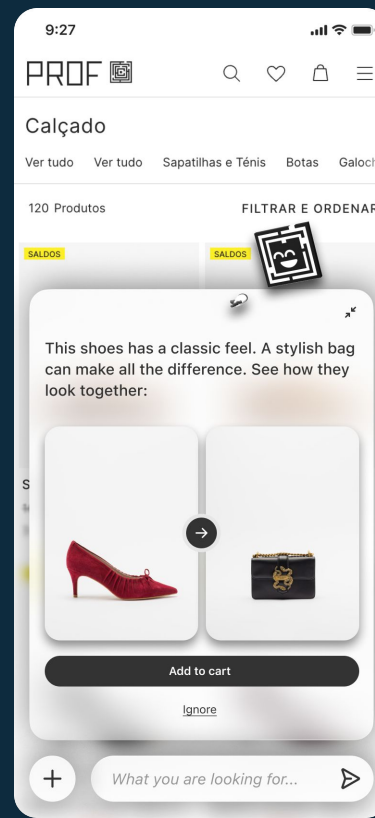 9:27
PROF
Calçado
Ver tudo Ver tudo Sapatilhas e Ténis Botas Galoch
120 Produtos FILTRAR E ORDENAR
SALDOS SALDOS
This shoes has a classic feel. A stylish bag
can make all the difference. See how they
look together:
S
Add to cart
Ignore
What you are looking for...